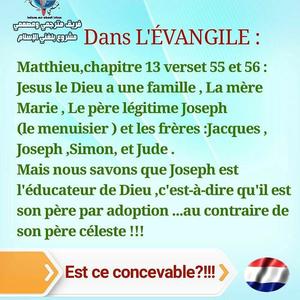 فريق مترجمي ومصممي
مشروع بلغني الإسلام
Dans L'ÉVANGILE :
Matthieu,chapitre 13 verset 55 et 56 :
Jesus le Dieu a une famille , La mère
Marie , Le père légitime Joseph
(le menuisier ) et les frères :Jacques ,
Joseph ,Simon, et Jude .
Mais nous savons que Joseph est
l'éducateur de Dieu ,c'est-à-dire qu'il est
son père par adoption ...au contraire de
son père céleste !!!
Est ce concevable?!!!